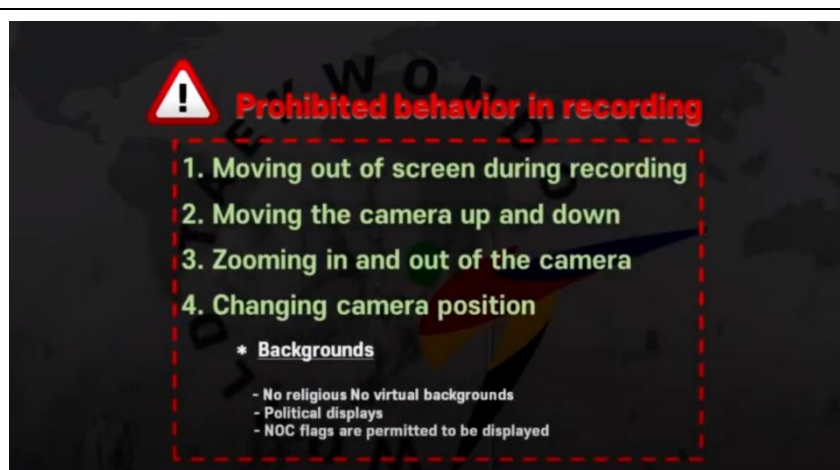 !
Prohibited behavior in recording
1. Moving out of screen during recording
2. Moving the camera up and down
3. Zooming in and out of the camera
4. Changing camera position
* Backgrounds
- No religious No virtual backgrounds
- Political displays
- NOC flags are permitted to be displayed
TAEKWONDO